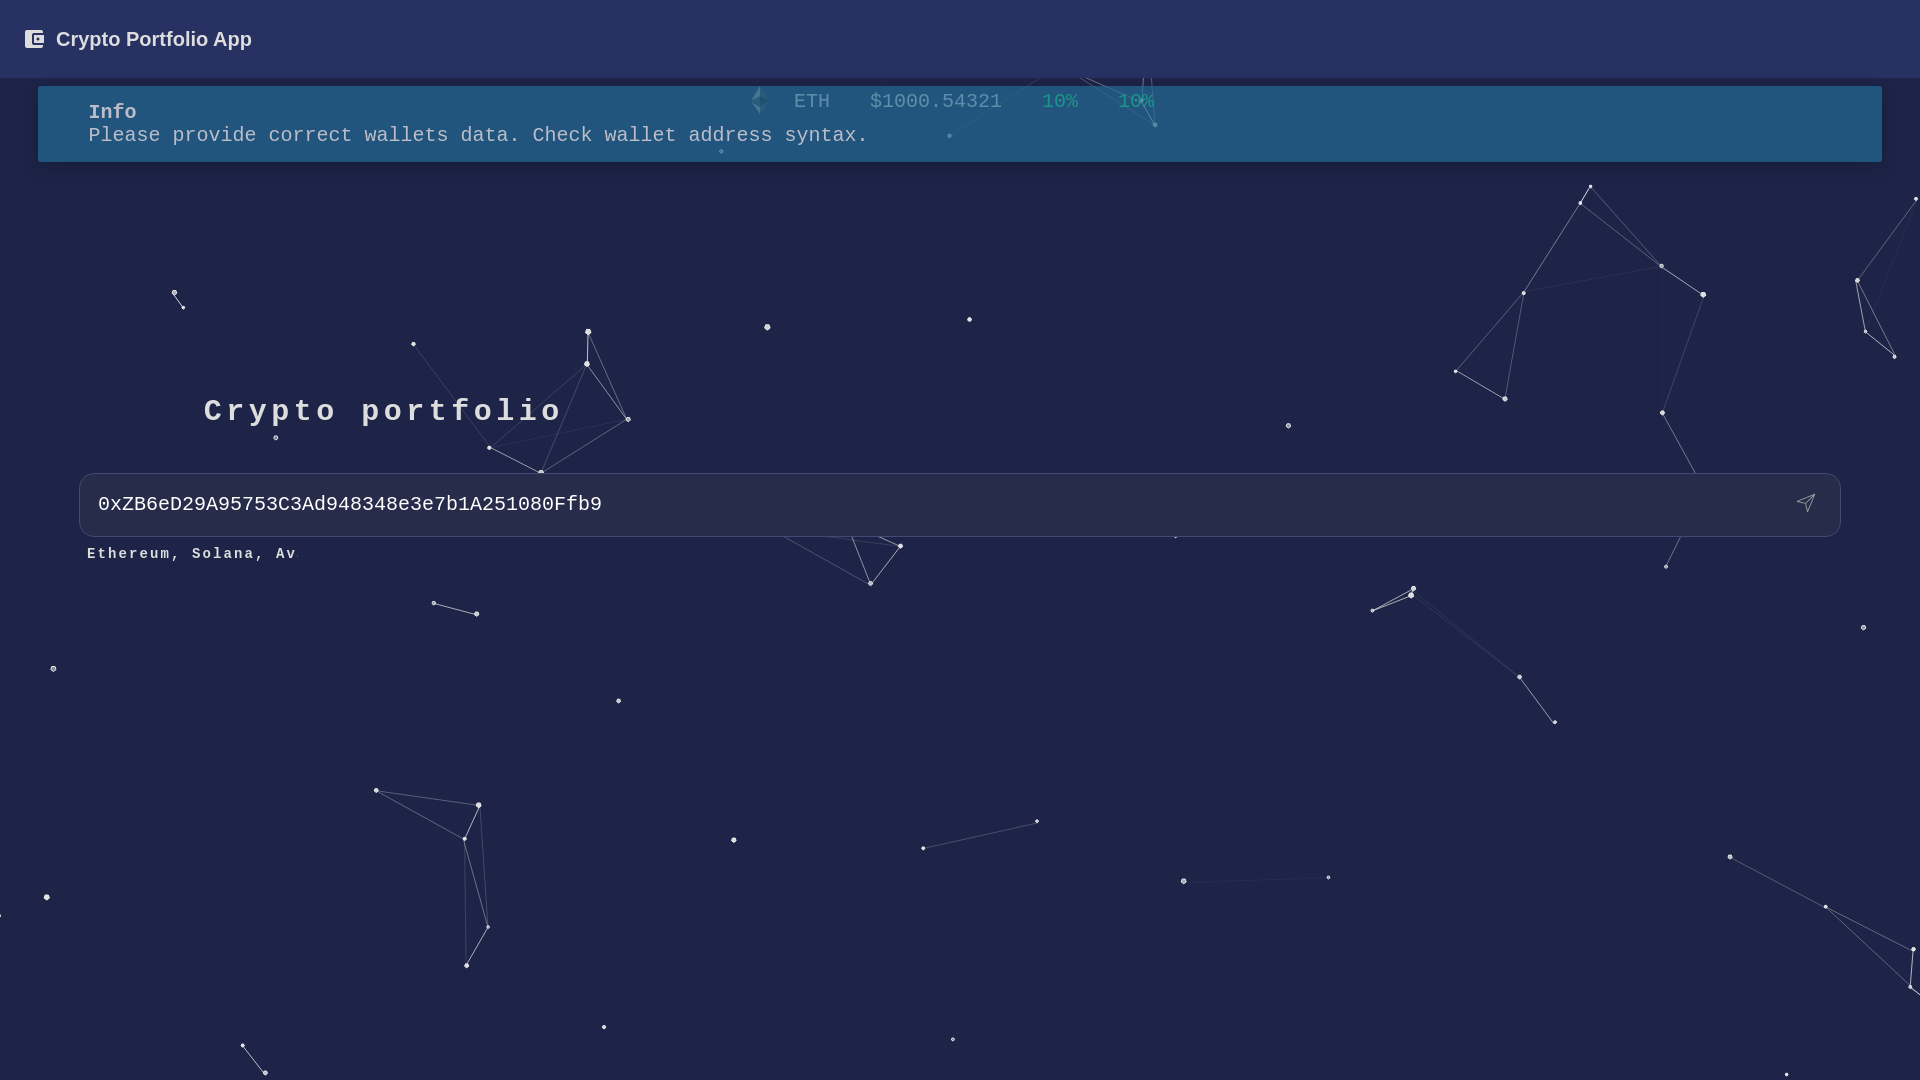 Crypto Portfolio App
ETH $1000.54321 10% 10%
Info
Please provide correct wallets data. Check wallet address syntax.
Crypto portfolio
0xZB6eD29A95753C3Ad948348e3e7b1A251080Ffb9
Ethereum, Solana, Av